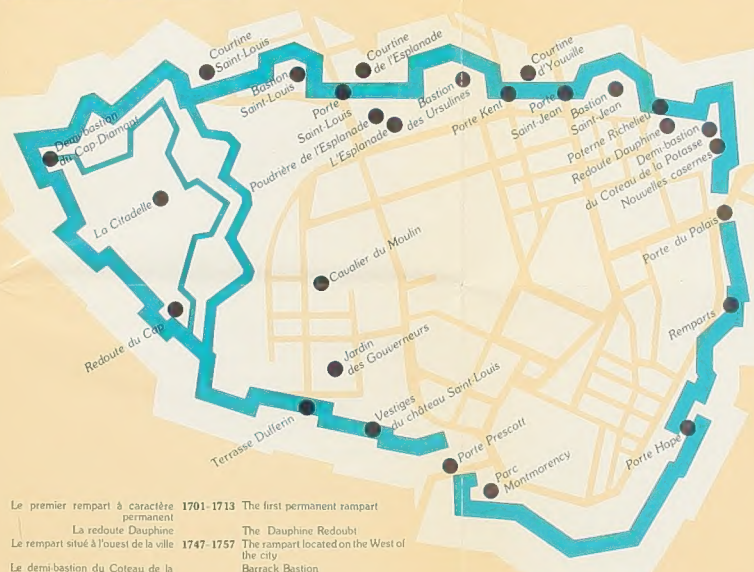 Courtine
Saint-Louis
Bastion
Saint-Louis
Courtine
de l'Esplanade
Porte
Saint-Louis
Poudrière de l'Esplanade
L'Esplanade
Bastion
des Ursulines
Courtine
d'Youville
Porte Kent
Porte
Saint-Jean
Bastion
Saint-Jean
Poterne Richelieu
Redoute Dauphine
Demi-bastion
du Coteau de la Potasse
Nouvelles casernes
Demi-bastion
du Cap-Diamant
La Citadelle
Porte du Palais
Cavalier du Moulin
Remparts
Redoute du Cap
Jardin
des Gouverneurs
Terrasse Dufferin
Vestiges
du château Saint-Louis
Porte Prescott
Parc
Montmorency
Porte Hope
Le premier rempart à caractère 1701-1713 The first permanent rampart
permanent
La redoute Dauphine The Dauphine Redoubt
Le rempart situé à l'ouest de la ville 1747-1757 The rampart located on the West of
the city
Le demi-bastion du Coteau de la Barrack Bastion